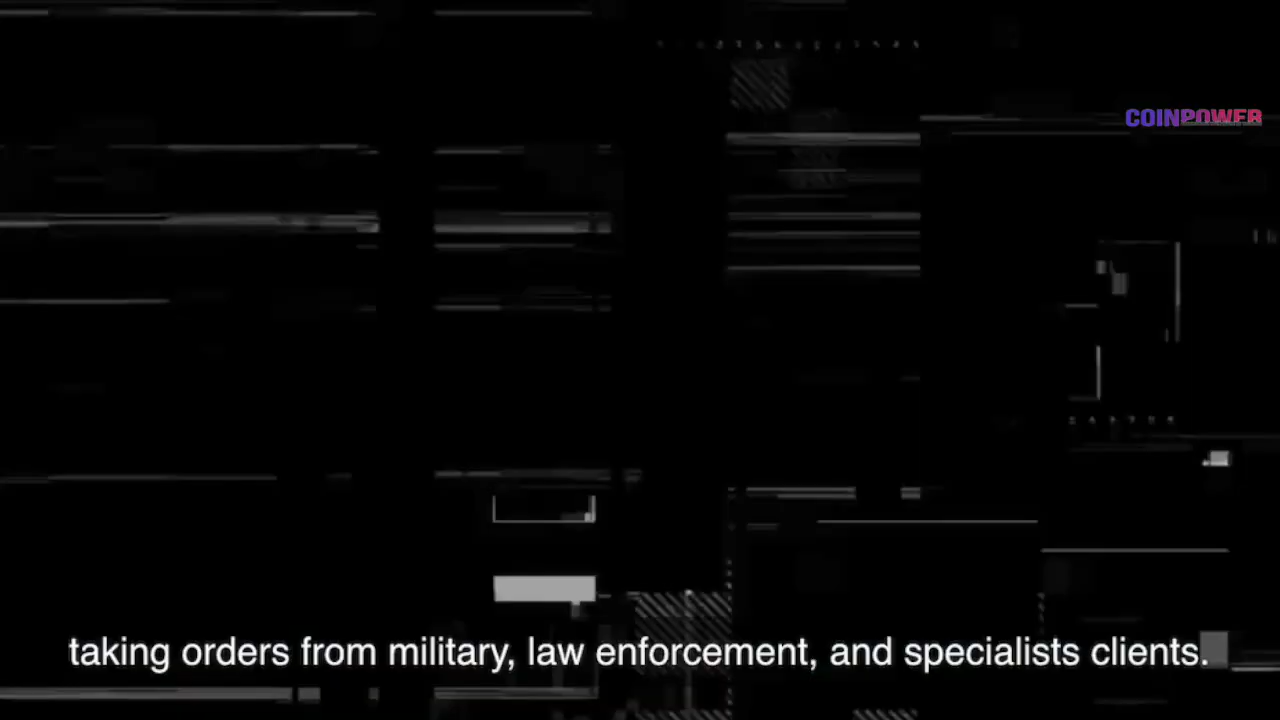 COINPOWER
taking orders from military, law enforcement, and specialists clients.